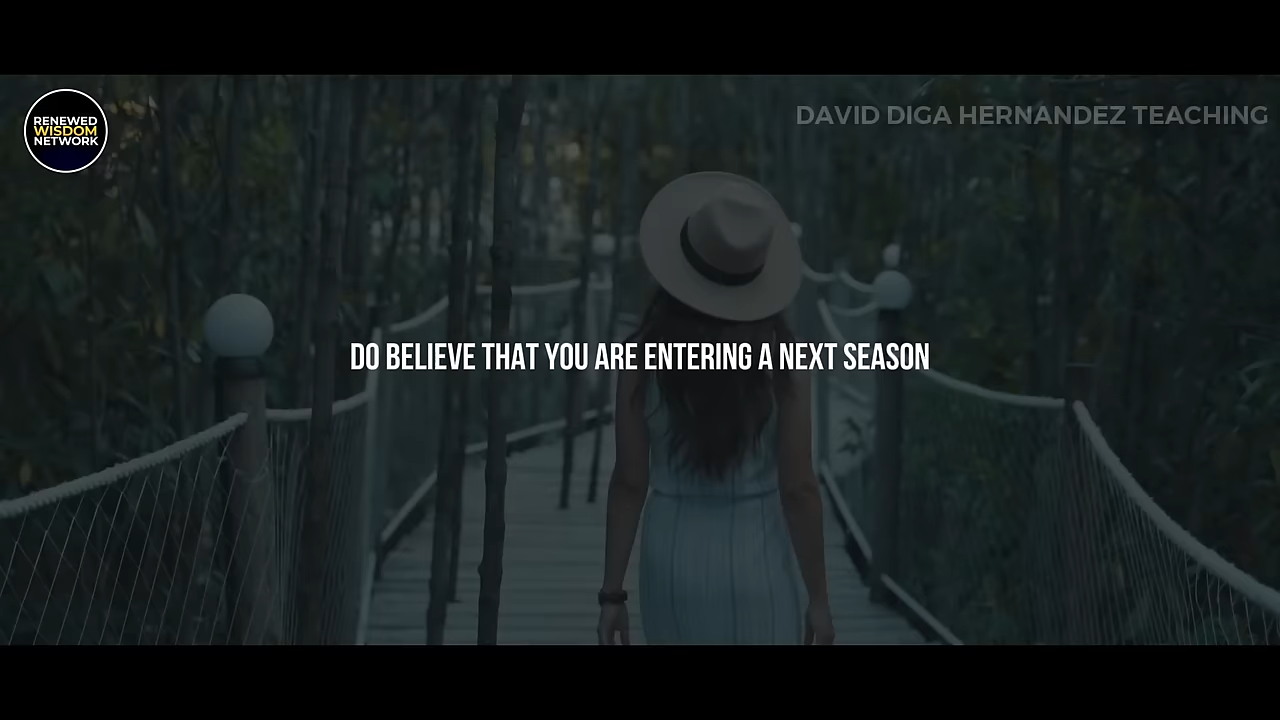 RENEWED
WISDOM
NETWORK
DAVID DIGA HERNANDEZ TEACHING
DO BELIEVE THAT YOU ARE ENTERING A NEXT SEASON